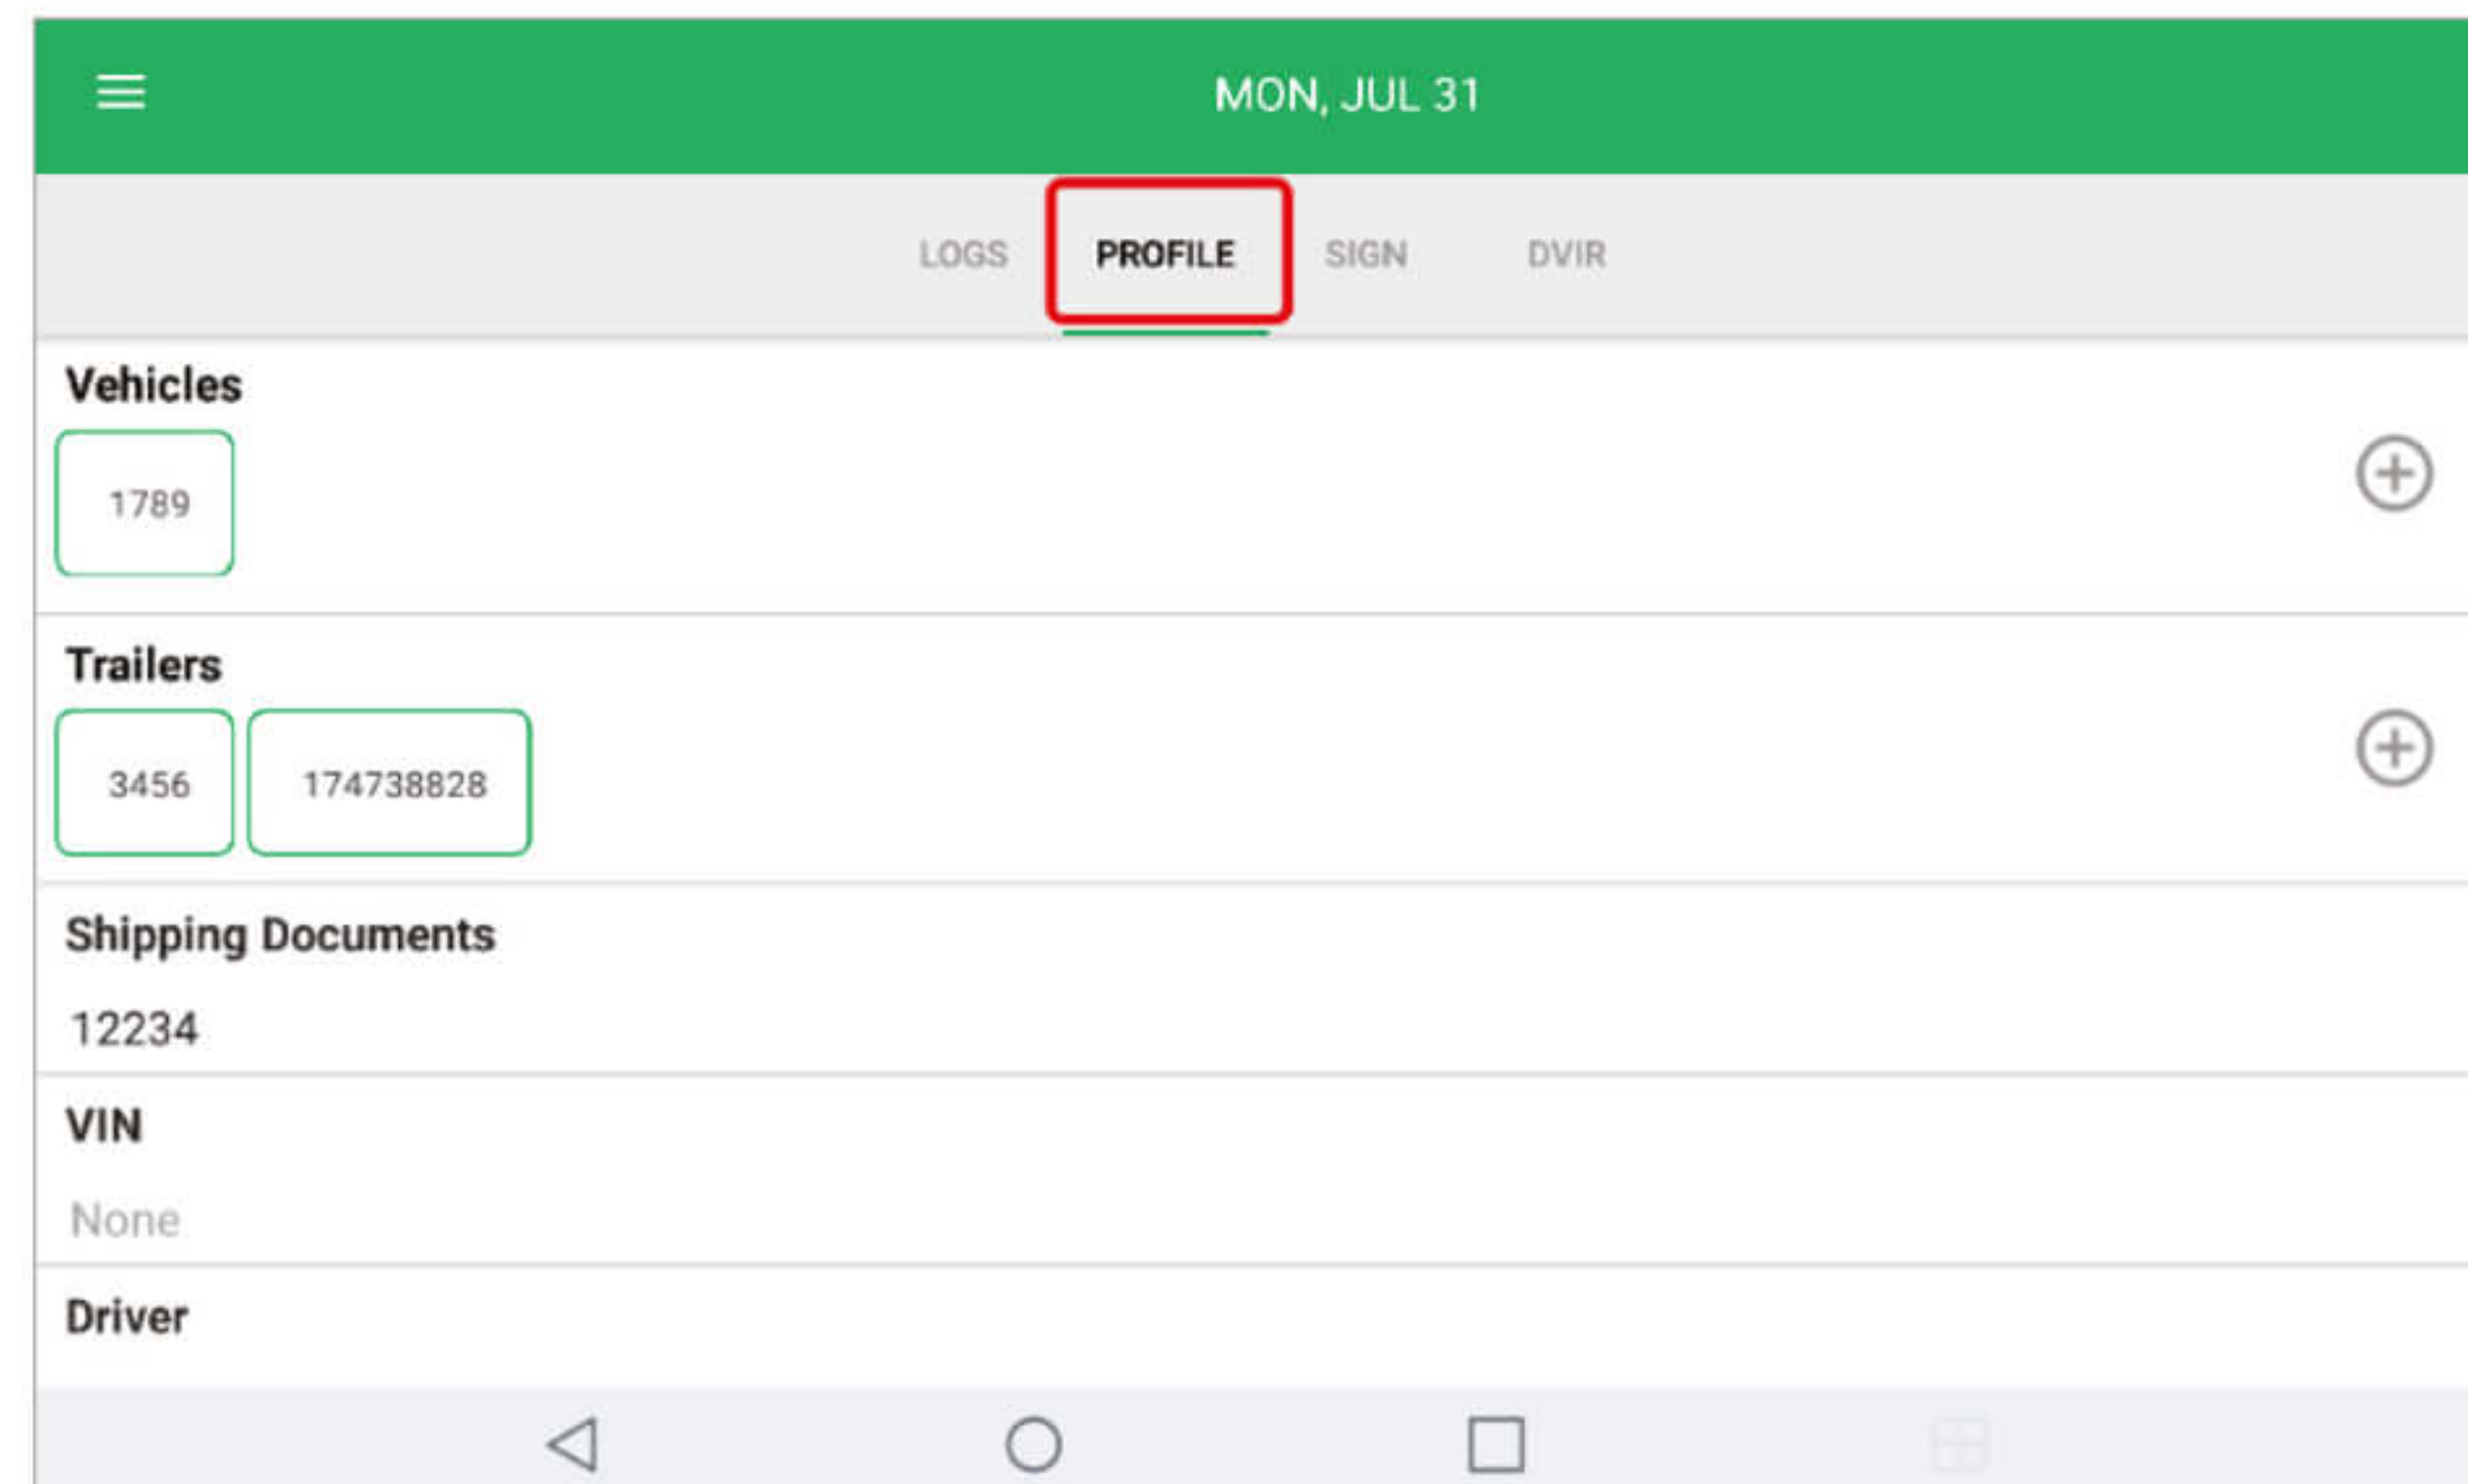 MON, JUL 31
LOGS PROFILE SIGN DVIR
Vehicles
1789
Trailers
3456 174738828
Shipping Documents
12234
VIN
None
Driver